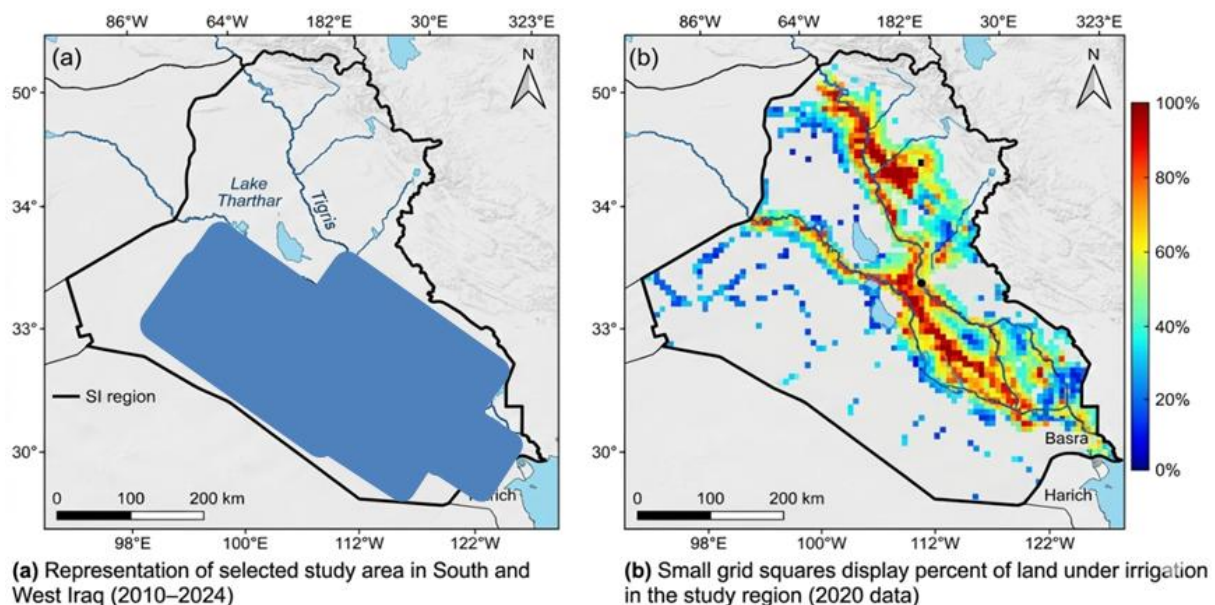 86°W 64°W 182°E 30°E 323°E
(a)
N
50°
Lake
Tharthar
Tigris
34°
33°
SI region
30°
0 100 200 km
98°E 100°E 112°W 122°E
(a) Representation of selected study area in South and
West Iraq (2010–2024)
86°W 64°W 182°E 30°E 323°E
(b)
N
50°
34°
33°
30°
Basra
Harich
0 100 200 km
98°E 100°E 112°W 122°E
100%
80%
60%
40%
20%
0%
(b) Small grid squares display percent of land under irrigation
in the study region (2020 data)